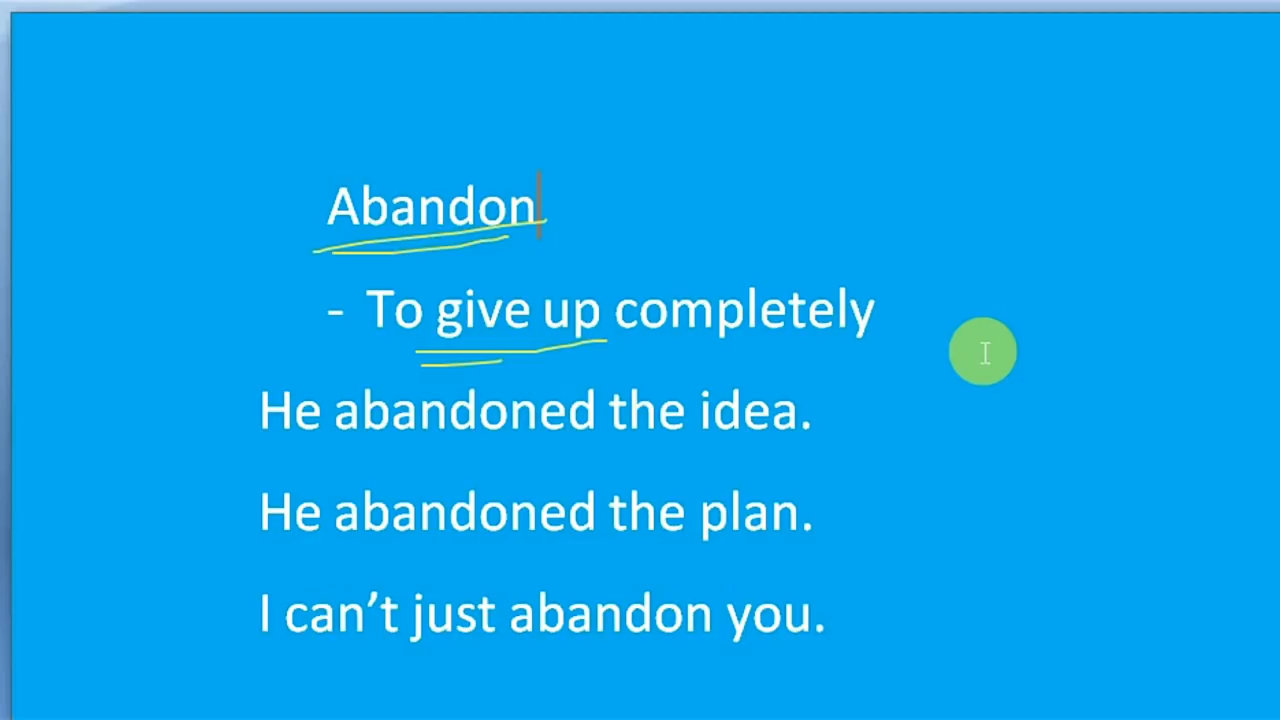 Abandon
- To give up completely
He abandoned the idea.
He abandoned the plan.
I can’t just abandon you.